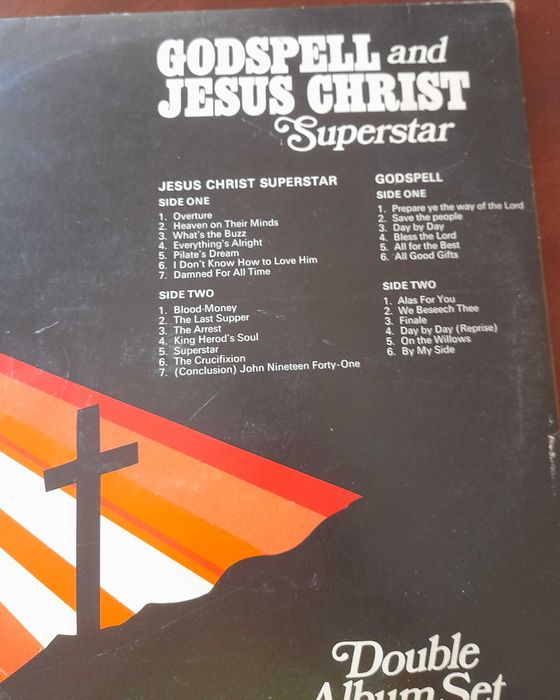 GODSPELL and
JESUS CHRIST
Superstar
JESUS CHRIST SUPERSTAR
SIDE ONE
1. Overture
2. Heaven on Their Minds
3. What's the Buzz
4. Everything's Alright
5. Pilate's Dream
6. I Don't Know How to Love Him
7. Damned For All Time
SIDE TWO
1. Blood-Money
2. The Last Supper
3. The Arrest
4. King Herod's Soul
5. Superstar
6. The Crucifixion
7. (Conclusion) John Nineteen Forty-One
GODSPELL
SIDE ONE
1. Prepare ye the way of the Lord
2. Save the people
3. Day by Day
4. Bless the Lord
5. All for the Best
6. All Good Gifts
SIDE TWO
1. Alas For You
2. We Beseech Thee
3. Finale
4. Day by Day (Reprise)
5. On the Willows
6. By My Side
Double
Album Set